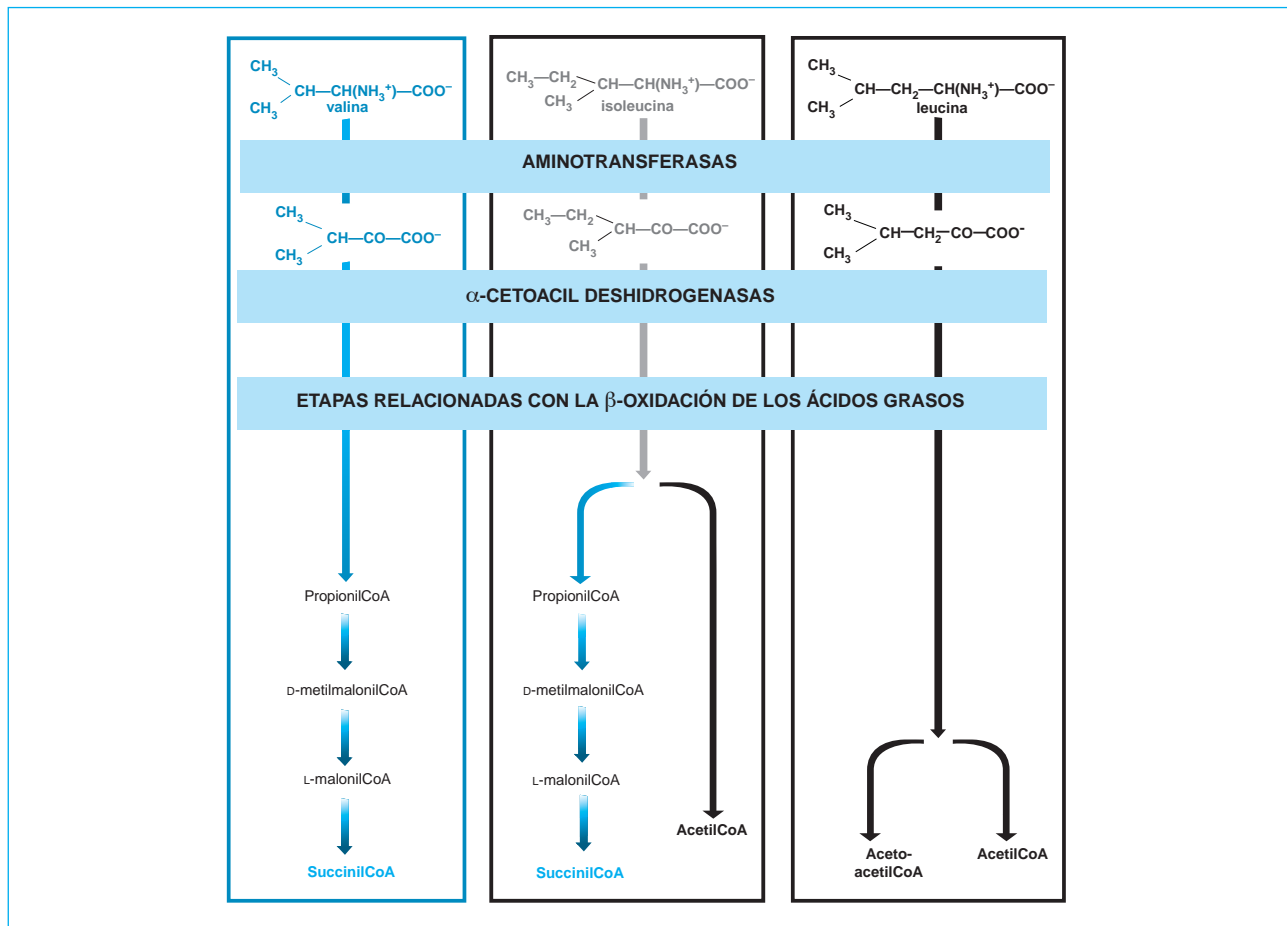 CH₃
CH—CH(NH₃⁺)—COO⁻
CH₃
valina
CH₃—CH₂
CH—CH(NH₃⁺)—COO⁻
CH₃
isoleucina
CH₃
CH—CH₂—CH(NH₃⁺)—COO⁻
CH₃
leucina
AMINOTRANSFERASAS
CH₃
CH—CO—COO⁻
CH₃
CH₃—CH₂
CH—CO—COO⁻
CH₃
CH₃
CH—CH₂—CO—COO⁻
CH₃
α-CETOACIL DESHIDROGENASAS
ETAPAS RELACIONADAS CON LA β-OXIDACIÓN DE LOS ÁCIDOS GRASOS
PropionilCoA
D-metilmalonilCoA
L-malonilCoA
SuccinilCoA
PropionilCoA
D-metilmalonilCoA
L-malonilCoA
SuccinilCoA
AcetilCoA
Aceto-
acetilCoA
AcetilCoA